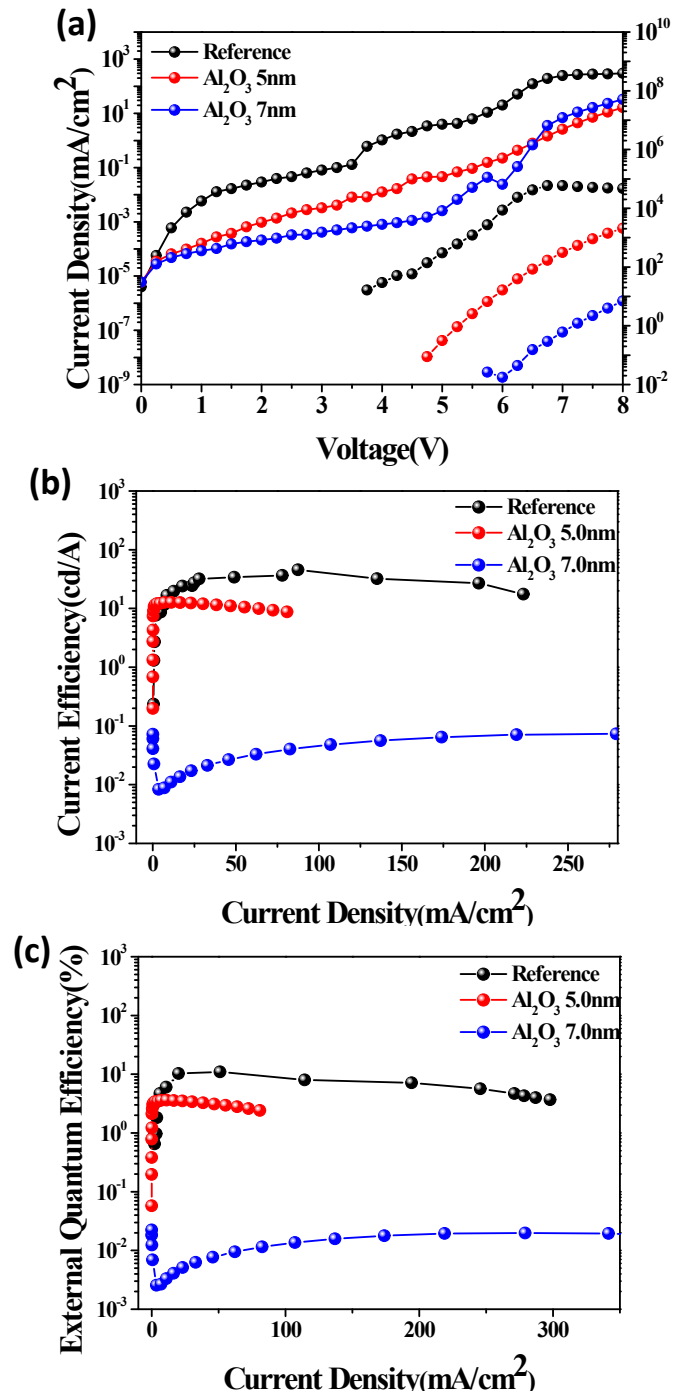 (a)
Reference
Al₂O₃ 5nm
Al₂O₃ 7nm
Current Density(mA/cm²)
10³
10¹
10⁻¹
10⁻³
10⁻⁵
10⁻⁷
10⁻⁹
10¹⁰
10⁸
10⁶
10⁴
10²
10⁰
10⁻²
0 1 2 3 4 5 6 7 8
Voltage(V)
(b)
Reference
Al₂O₃ 5.0nm
Al₂O₃ 7.0nm
Current Efficiency(cd/A)
10³
10²
10¹
10⁰
10⁻¹
10⁻²
10⁻³
0 50 100 150 200 250
Current Density(mA/cm²)
(c)
Reference
Al₂O₃ 5.0nm
Al₂O₃ 7.0nm
External Quantum Efficiency(%)
10³
10²
10¹
10⁰
10⁻¹
10⁻²
10⁻³
0 100 200 300
Current Density(mA/cm²)